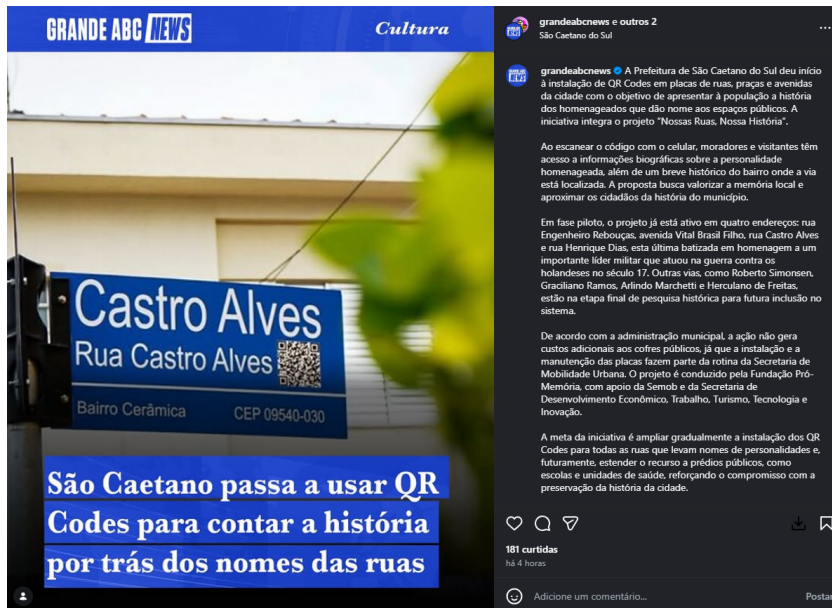 GRANDE ABC NEWS
Cultura
Castro Alves
Rua Castro Alves
Bairro Cerâmica
CEP 09540-030
São Caetano passa a usar QR
Codes para contar a história
por trás dos nomes das ruas
grandeabcnews e outros 2
São Caetano do Sul
grandeabcnews A Prefeitura de São Caetano do Sul deu início
à instalação de QR Codes em placas de ruas, praças e avenidas
da cidade com o objetivo de apresentar à população a história
dos homenageados que dão nome aos espaços públicos. A
iniciativa integra o projeto "Nossas Ruas, Nossa História".
Ao escanear o código com o celular, moradores e visitantes têm
acesso a informações biográficas sobre a personalidade
homenageada, além de um breve histórico do bairro onde a via
está localizada. A proposta busca valorizar a memória local e
aproximar os cidadãos da história do município.
Em fase piloto, o projeto já está ativo em quatro endereços: rua
Engenheiro Rebouças, avenida Vital Brasil Filho, rua Castro Alves
e rua Henrique Dias, esta última batizada em homenagem a um
importante líder militar que atuou na guerra contra os
holandeses no século 17. Outras vias, como Roberto Simonsen,
Graciliano Ramos, Arlindo Marchetti e Herculano de Freitas,
estão na etapa final de pesquisa histórica para futura inclusão no
sistema.
De acordo com a administração municipal, a ação não gera
custos adicionais aos cofres públicos, já que a instalação e a
manutenção das placas fazem parte da rotina da Secretaria de
Mobilidade Urbana. O projeto é conduzido pela Fundação Pró-
Memória, com apoio da Semob e da Secretaria de
Desenvolvimento Econômico, Trabalho, Turismo, Tecnologia e
Inovação.
A meta da iniciativa é ampliar gradualmente a instalação dos QR
Codes para todas as ruas que levam nomes de personalidades e,
futuramente, estender o recurso a prédios públicos, como
escolas e unidades de saúde, reforçando o compromisso com a
preservação da história da cidade.
181 curtidas
há 4 horas
Adicione um comentário...
Postar